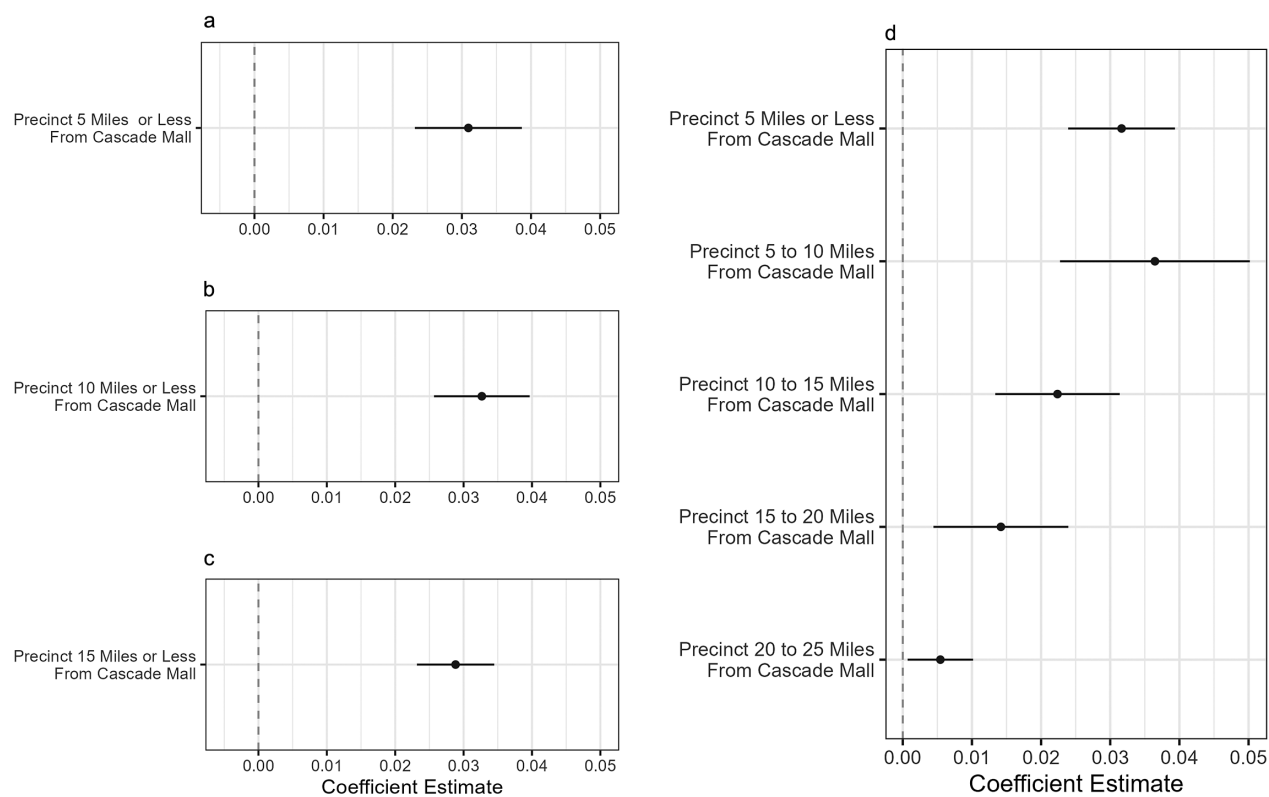 a
Precinct 5 Miles  or Less
From Cascade Mall
0.00 0.01 0.02 0.03 0.04 0.05
b
Precinct 10 Miles or Less
From Cascade Mall
0.00 0.01 0.02 0.03 0.04 0.05
c
Precinct 15 Miles or Less
From Cascade Mall
0.00 0.01 0.02 0.03 0.04 0.05
Coefficient Estimate
d
Precinct 5 Miles or Less
From Cascade Mall
Precinct 5 to 10 Miles
From Cascade Mall
Precinct 10 to 15 Miles
From Cascade Mall
Precinct 15 to 20 Miles
From Cascade Mall
Precinct 20 to 25 Miles
From Cascade Mall
0.00 0.01 0.02 0.03 0.04 0.05
Coefficient Estimate